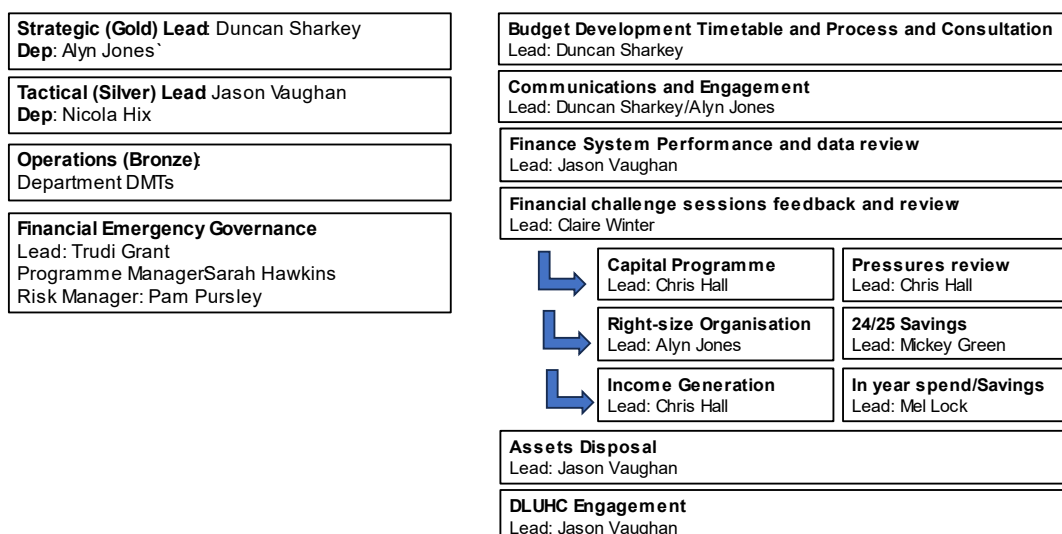 Strategic (Gold) Lead: Duncan Sharkey
Dep: Alyn Jones`
Tactical (Silver) Lead Jason Vaughan
Dep: Nicola Hix
Operations (Bronze):
Department DMTs
Financial Emergency Governance
Lead: Trudi Grant
Programme ManagerSarah Hawkins
Risk Manager: Pam Pursley
Budget Development Timetable and Process and Consultation
Lead: Duncan Sharkey
Communications and Engagement
Lead: Duncan Sharkey/Alyn Jones
Finance System Performance and data review
Lead: Jason Vaughan
Financial challenge sessions feedback and review
Lead: Claire Winter
Capital Programme
Lead: Chris Hall
Pressures review
Lead: Chris Hall
Right-size Organisation
Lead: Alyn Jones
24/25 Savings
Lead: Mickey Green
Income Generation
Lead: Chris Hall
In year spend/Savings
Lead: Mel Lock
Assets Disposal
Lead: Jason Vaughan
DLUHC Engagement
Lead: Jason Vaughan